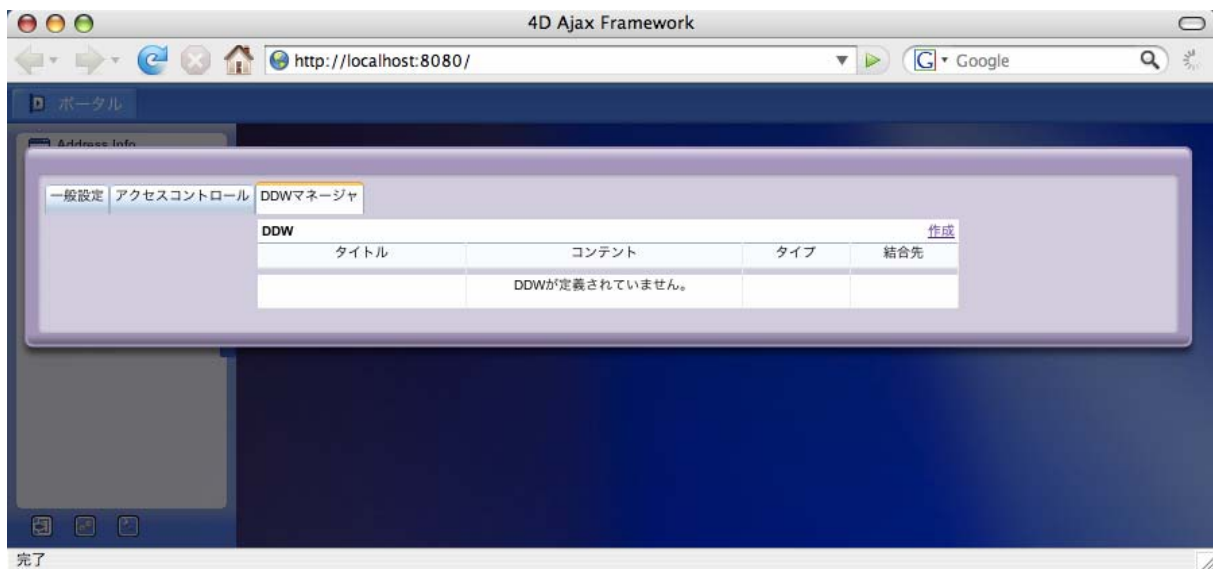 4D Ajax Framework
http://localhost:8080/
G Google
D ポータル
Address Info
一般設定 アクセスコントロール DDWマネージャ
DDW 作成
タイトル コンテント タイプ 結合先
DDWが定義されていません。
完了